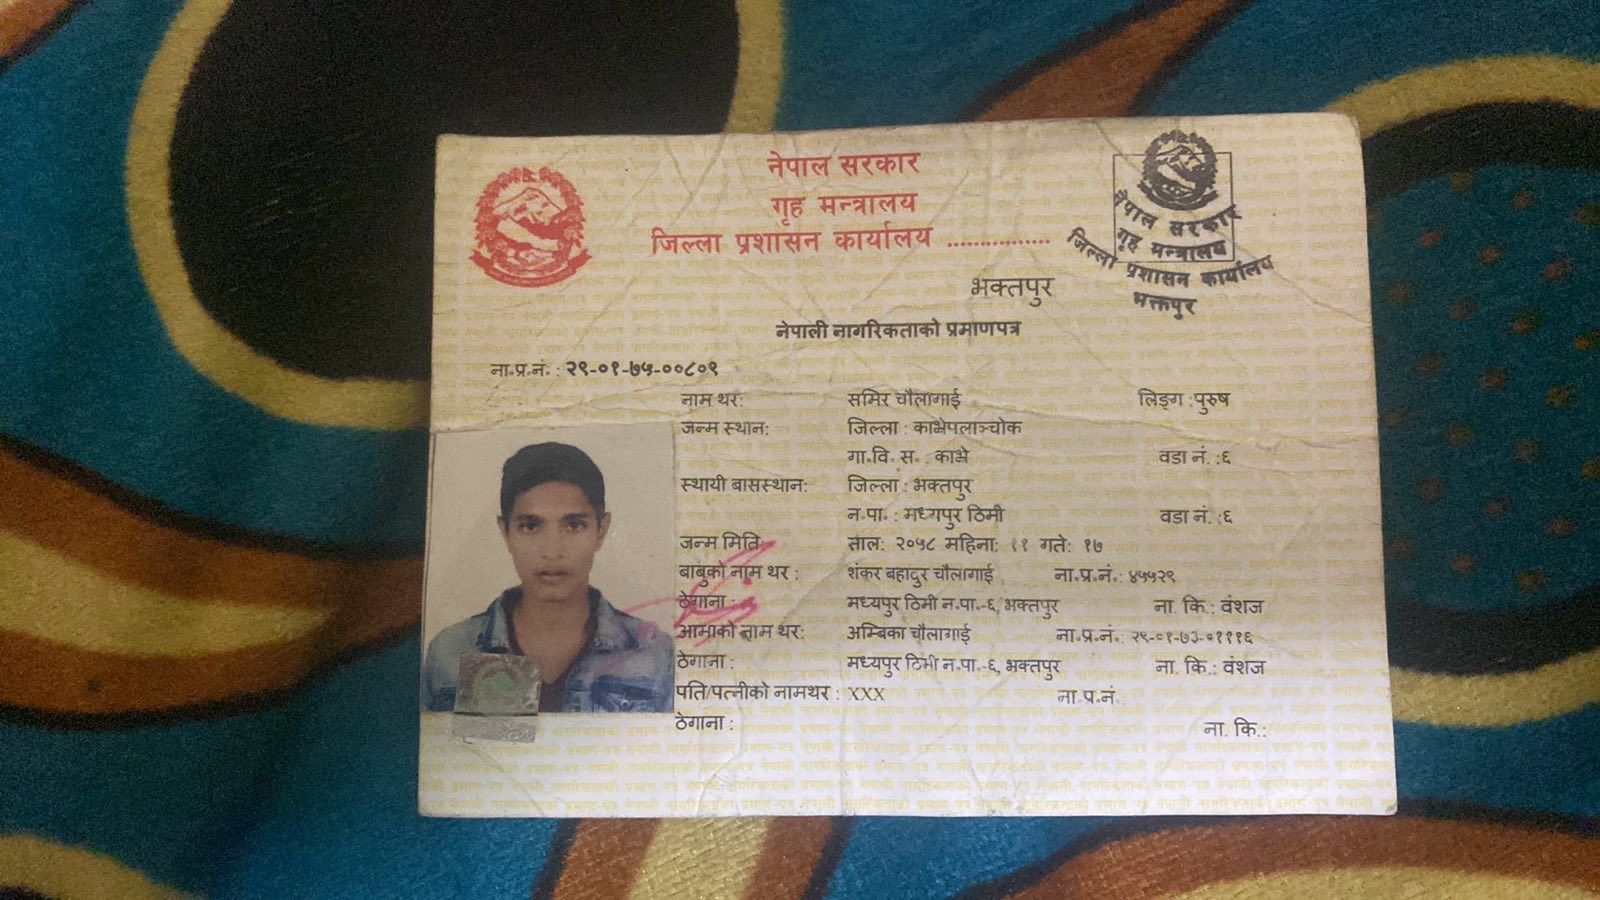 नेपाल सरकार
गृह मन्त्रालय
जिल्ला प्रशासन कार्यालय ................
भक्तपुर
नेपाल सरकार
गृह मन्त्रालय
जिल्ला प्रशासन कार्यालय
भक्तपुर
नेपाली नागरिकताको प्रमाणपत्र
ना.प्र.नं. : २९-०१-७५-००८०९
नाम थर: समिर चौलागाई लिङ्ग :पुरुष
जन्म स्थान: जिल्ला : काभ्रेपलाञ्चोक
गा.वि. स. : काभ्रे वडा नं. :६
स्थायी बासस्थान: जिल्ला : भक्तपुर
न.पा. : मध्यपुर ठिमी वडा नं. :६
जन्म मिति: साल: २०५८ महिना: ११ गते: १७
बाबुको नाम थर : शंकर बहादुर चौलागाई ना.प्र.नं.: ४५५२९
ठेगाना : मध्यपुर ठिमी न.पा.-६, भक्तपुर ना. कि.: वंशज
आमाको नाम थर: अम्बिका चौलागाई ना.प्र.नं.: २९-०१-७३-०१११६
ठेगाना : मध्यपुर ठिमी न.पा.-६, भक्तपुर ना. कि.: वंशज
पति/पत्नीको नामथर : XXX ना.प्र.नं.:
ठेगाना : ना. कि.: